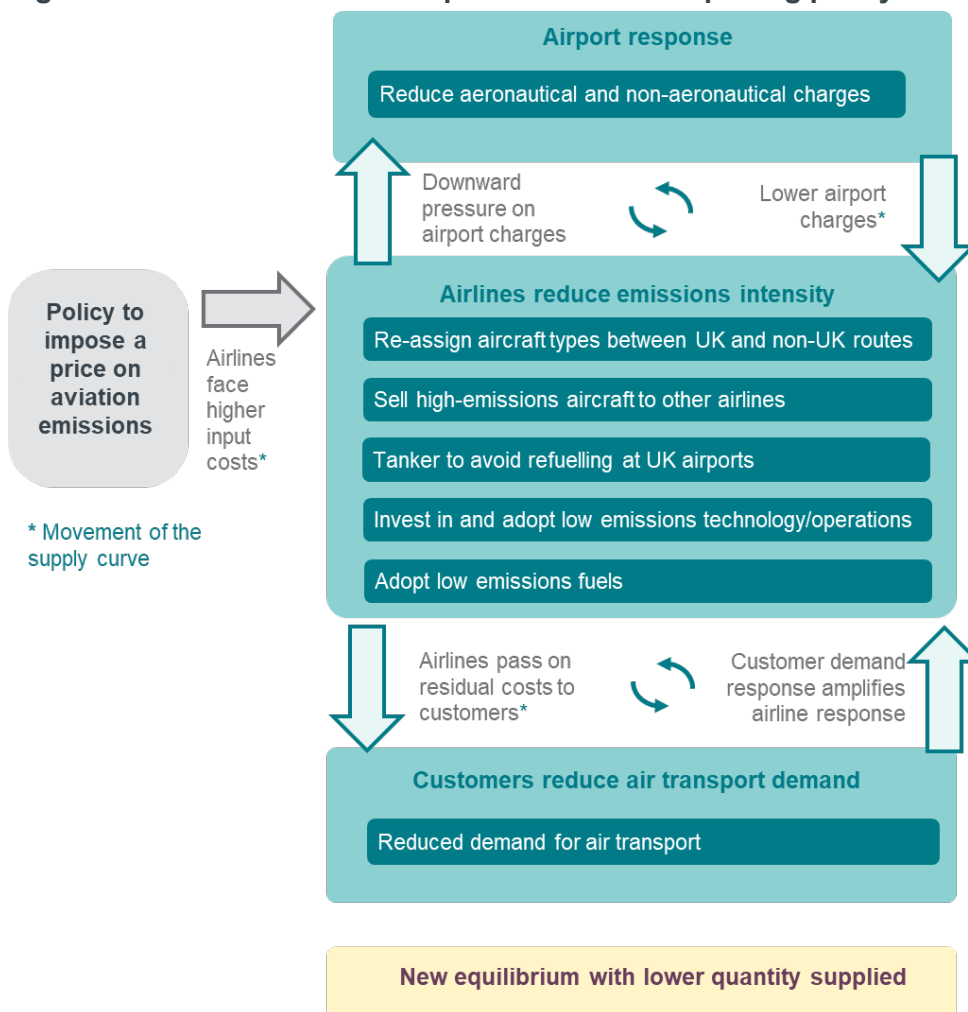 Airport response
Reduce aeronautical and non-aeronautical charges
Downward
pressure on
airport charges
Lower airport
charges*
Policy to
impose a
price on
aviation
emissions
Airlines
face
higher
input
costs*
* Movement of the
supply curve
Airlines reduce emissions intensity
Re-assign aircraft types between UK and non-UK routes
Sell high-emissions aircraft to other airlines
Tanker to avoid refuelling at UK airports
Invest in and adopt low emissions technology/operations
Adopt low emissions fuels
Airlines pass on
residual costs to
customers*
Customer demand
response amplifies
airline response
Customers reduce air transport demand
Reduced demand for air transport
New equilibrium with lower quantity supplied